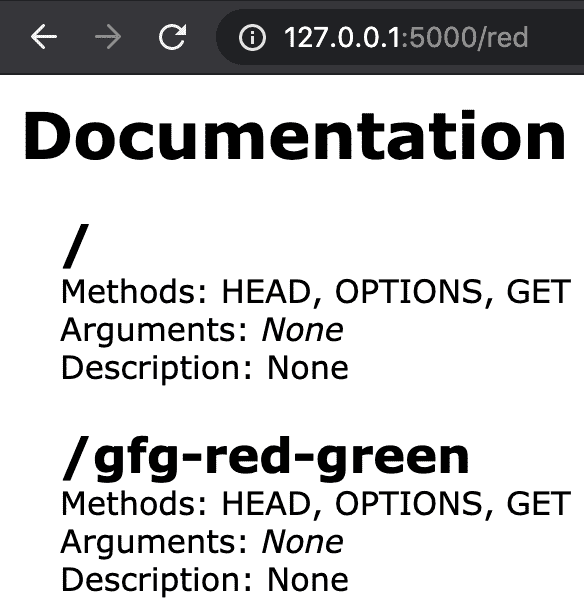 127.0.0.1:5000/red
Documentation
/
Methods: HEAD, OPTIONS, GET
Arguments: None
Description: None
/gfg-red-green
Methods: HEAD, OPTIONS, GET
Arguments: None
Description: None